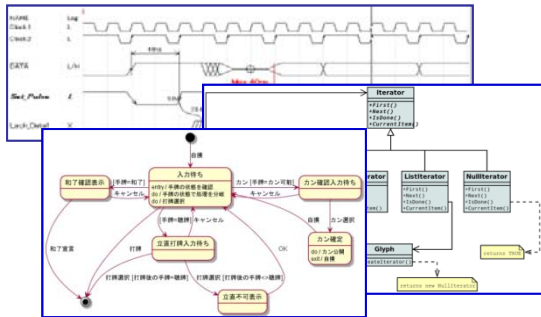 NAME
Lag
Clock 1
L
Clock 2
L
DATA
L/H
Iterator
+First()
+Next()
+IsDone()
+CurrentItem()
ListIterator
+First()
+Next()
+IsDone()
+CurrentItem()
NullIterator
+First()
+Next()
+IsDone()
+CurrentItem()
returns TRUE
Glyph
returns new NullIterator
自摸
入力待ち
entry / 手牌の状態を確認
do / 手牌の状態で処理を分岐
do / 打牌選択
和了確認表示
[手牌=和了]
キャンセル
カン [手牌=カン可能]
キャンセル
カン確認入力待ち
[手牌=聴牌]
キャンセル
自摸
カン選択
立直打牌入力待ち
カン確定
do / カン公開
exit / 自摸
和了宣言
打牌
OK
打牌選択 [打牌後の手牌=聴牌]
打牌選択 [打牌後の手牌<>聴牌]
立直不可表示